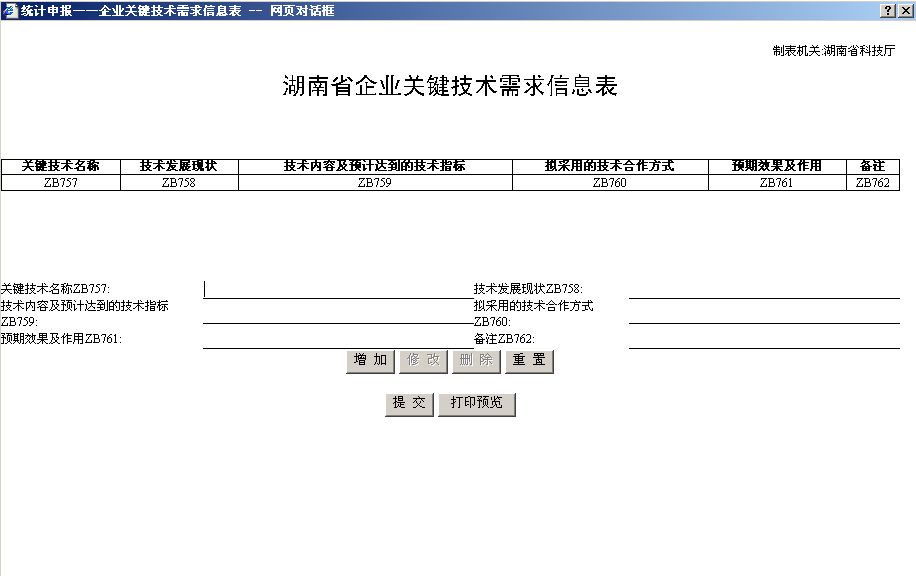 统计申报——企业关键技术需求信息表 -- 网页对话框
制表机关:湖南省科技厅
湖南省企业关键技术需求信息表
关键技术名称 技术发展现状 技术内容及预计达到的技术指标 拟采用的技术合作方式 预期效果及作用 备注
ZB757 ZB758 ZB759 ZB760 ZB761 ZB762
关键技术名称ZB757: 技术发展现状ZB758:
技术内容及预计达到的技术指标 拟采用的技术合作方式
ZB759: ZB760:
预期效果及作用ZB761: 备注ZB762:
增 加 修 改 删 除 重 置
提 交 打印预览